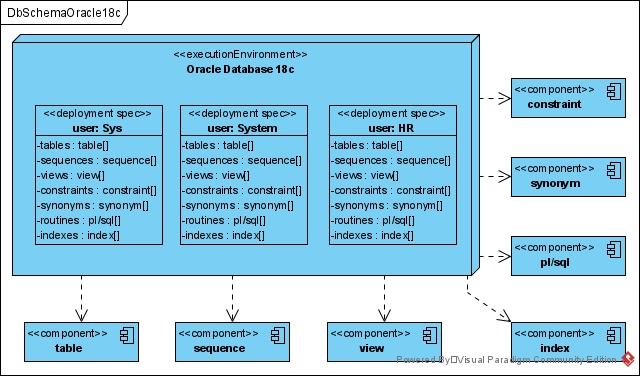 DbSchemaOracle18c
<<executionEnvironment>>
Oracle Database 18c
<<deployment spec>>
user: Sys
-tables : table[]
-sequences : sequence[]
-views : view[]
-constraints : constraint[]
-synonyms : synonym[]
-routines : pl/sql[]
-indexes : index[]
<<deployment spec>>
user: System
-tables : table[]
-sequences : sequence[]
-views : view[]
-constraints : constraint[]
-synonyms : synonym[]
-routines : pl/sql[]
-indexes : index[]
<<deployment spec>>
user: HR
-tables : table[]
-sequences : sequence[]
-views : view[]
-constraints : constraint[]
-synonyms : synonym[]
-routines : pl/sql[]
-indexes : index[]
<<component>>
constraint
<<component>>
synonym
<<component>>
pl/sql
<<component>>
table
<<component>>
sequence
<<component>>
view
<<component>>
index
Powered By Visual Paradigm Community Edition